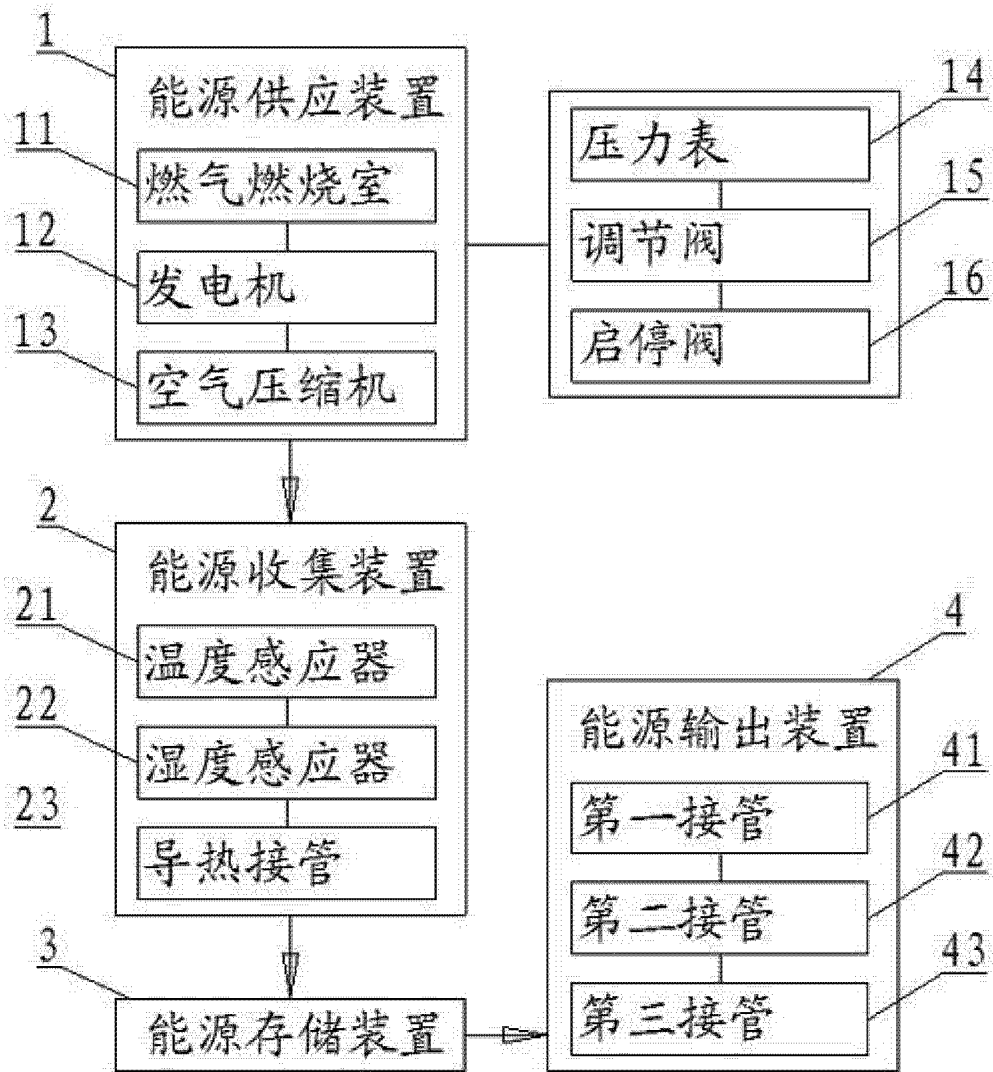 1
能源供应装置
11
燃气燃烧室
12
发电机
13
空气压缩机
14
压力表
15
调节阀
16
启停阀
2
能源收集装置
21
温度感应器
22
湿度感应器
23
导热接管
3
能源存储装置
4
能源输出装置
41
第一接管
42
第二接管
43
第三接管